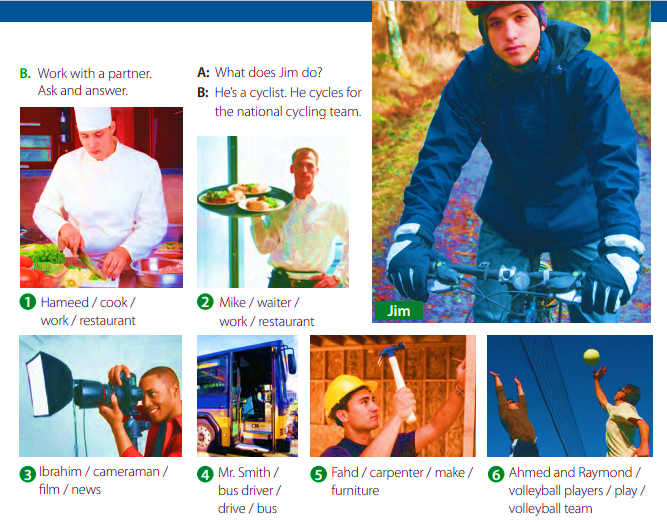 B. Work with a partner.
Ask and answer.
A: What does Jim do?
B: He's a cyclist. He cycles for
the national cycling team.
Jim
1 Hameed / cook /
work / restaurant
2 Mike / waiter /
work / restaurant
3 Ibrahim / cameraman /
film / news
4 Mr. Smith /
bus driver /
drive / bus
5 Fahd / carpenter / make /
furniture
6 Ahmed and Raymond /
volleyball players / play /
volleyball team